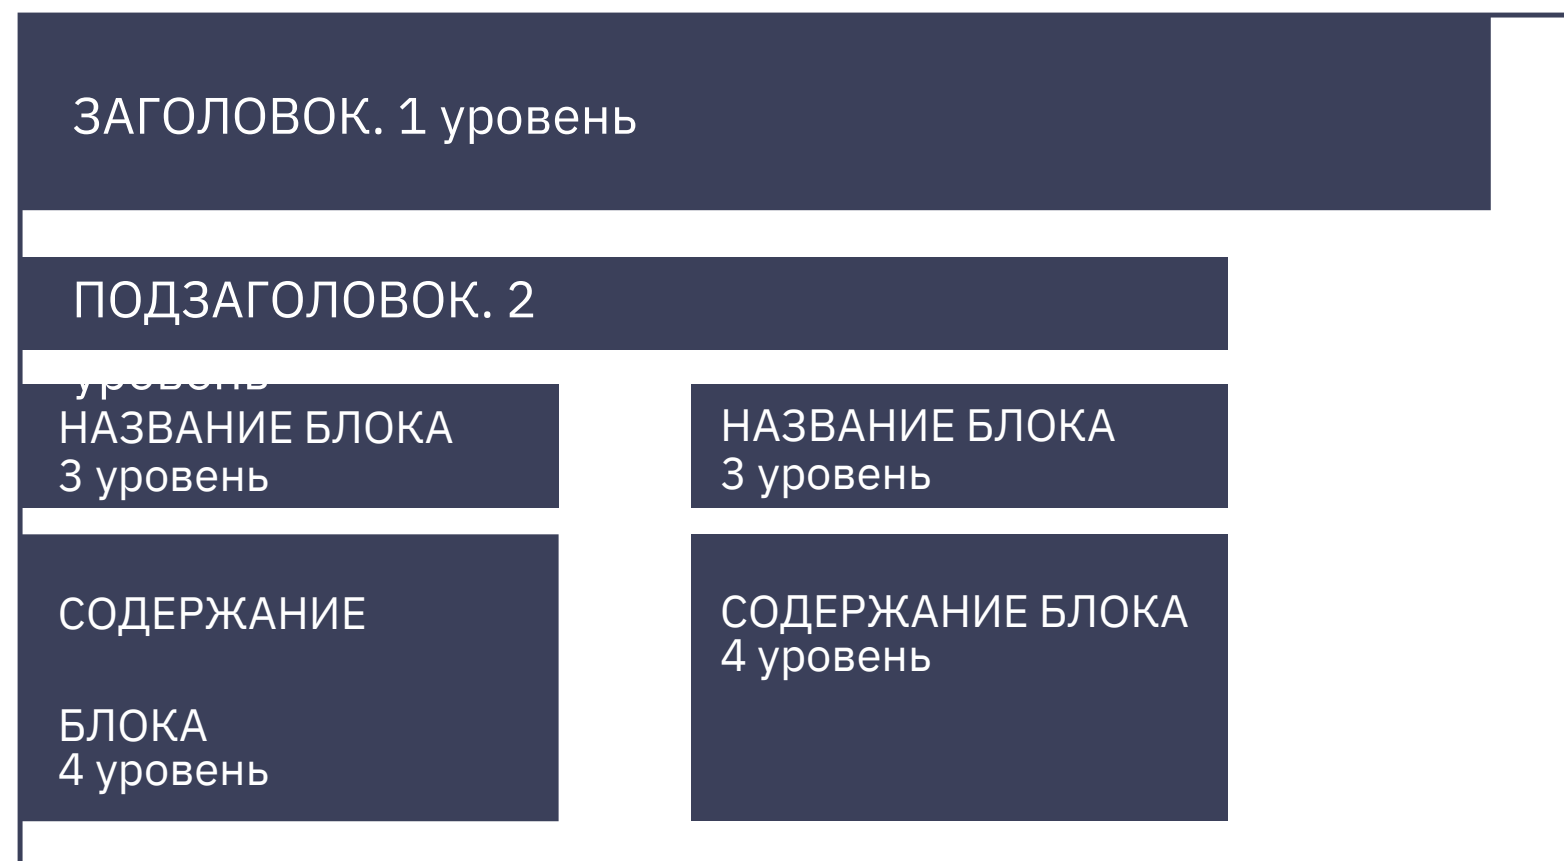 ЗАГОЛОВОК. 1 уровень
ПОДЗАГОЛОВОК. 2
уровень
НАЗВАНИЕ БЛОКА
3 уровень
НАЗВАНИЕ БЛОКА
3 уровень
СОДЕРЖАНИЕ
БЛОКА
4 уровень
СОДЕРЖАНИЕ БЛОКА
4 уровень